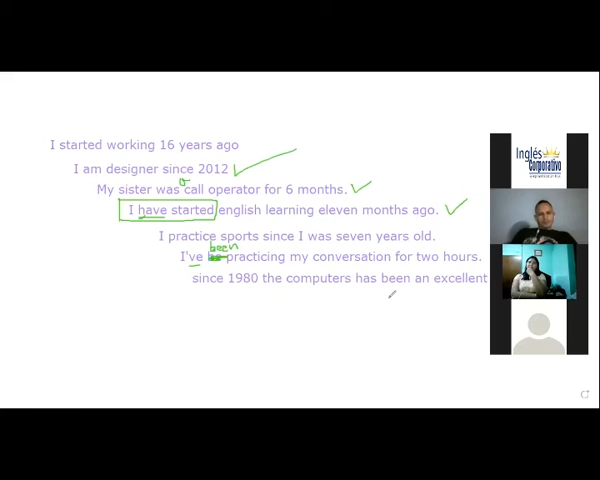 I started working 16 years ago
I am designer since 2012
a
My sister was call operator for 6 months.
I have started english learning eleven months ago.
I practice sports since I was seven years old.
been
I've be practicing my conversation for two hours.
since 1980 the computers has been an excellent
Inglés
corporativo